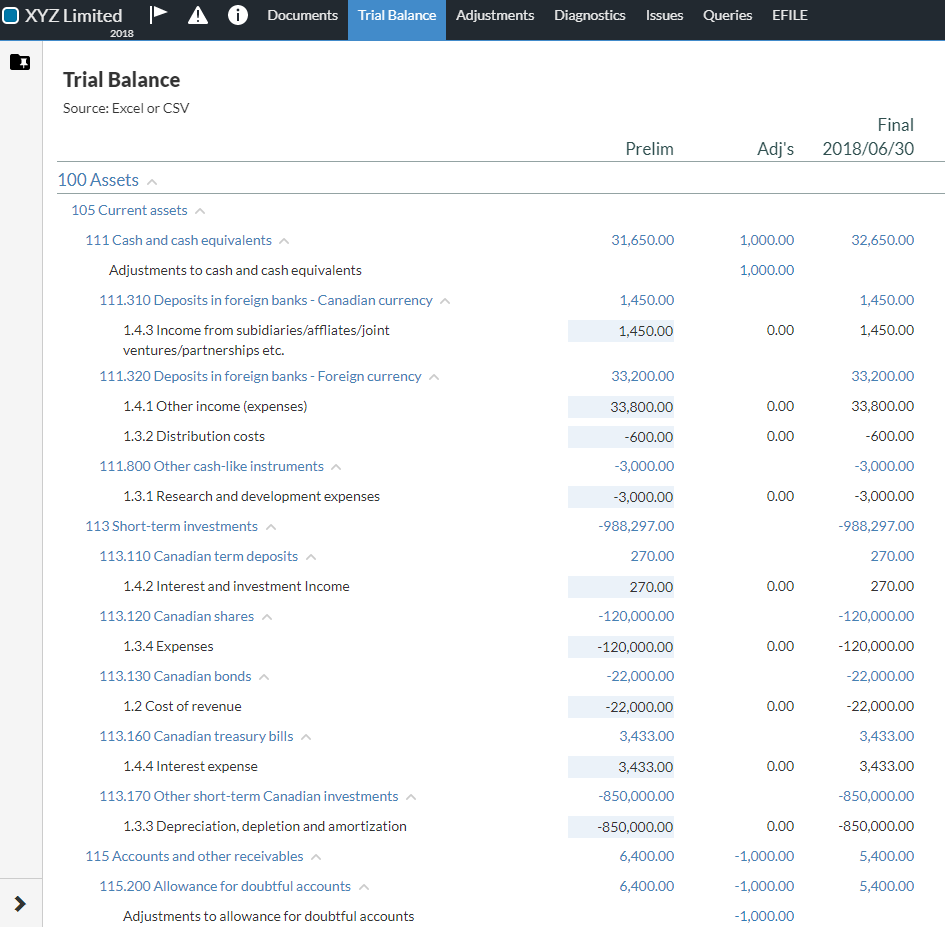 XYZ Limited Documents Trial Balance Adjustments Diagnostics Issues Queries EFILE
2018
Trial Balance
Source: Excel or CSV
Final
Prelim Adj's 2018/06/30
100 Assets
105 Current assets
111 Cash and cash equivalents 31,650.00 1,000.00 32,650.00
Adjustments to cash and cash equivalents 1,000.00
111.310 Deposits in foreign banks - Canadian currency 1,450.00 1,450.00
1.4.3 Income from subidiaries/affliates/joint 1,450.00 0.00 1,450.00
ventures/partnerships etc.
111.320 Deposits in foreign banks - Foreign currency 33,200.00 33,200.00
1.4.1 Other income (expenses) 33,800.00 0.00 33,800.00
1.3.2 Distribution costs -600.00 0.00 -600.00
111.800 Other cash-like instruments -3,000.00 -3,000.00
1.3.1 Research and development expenses -3,000.00 0.00 -3,000.00
113 Short-term investments -988,297.00 -988,297.00
113.110 Canadian term deposits 270.00 270.00
1.4.2 Interest and investment Income 270.00 0.00 270.00
113.120 Canadian shares -120,000.00 -120,000.00
1.3.4 Expenses -120,000.00 0.00 -120,000.00
113.130 Canadian bonds -22,000.00 -22,000.00
1.2 Cost of revenue -22,000.00 0.00 -22,000.00
113.160 Canadian treasury bills 3,433.00 3,433.00
1.4.4 Interest expense 3,433.00 0.00 3,433.00
113.170 Other short-term Canadian investments -850,000.00 -850,000.00
1.3.3 Depreciation, depletion and amortization -850,000.00 0.00 -850,000.00
115 Accounts and other receivables 6,400.00 -1,000.00 5,400.00
115.200 Allowance for doubtful accounts 6,400.00 -1,000.00 5,400.00
Adjustments to allowance for doubtful accounts -1,000.00